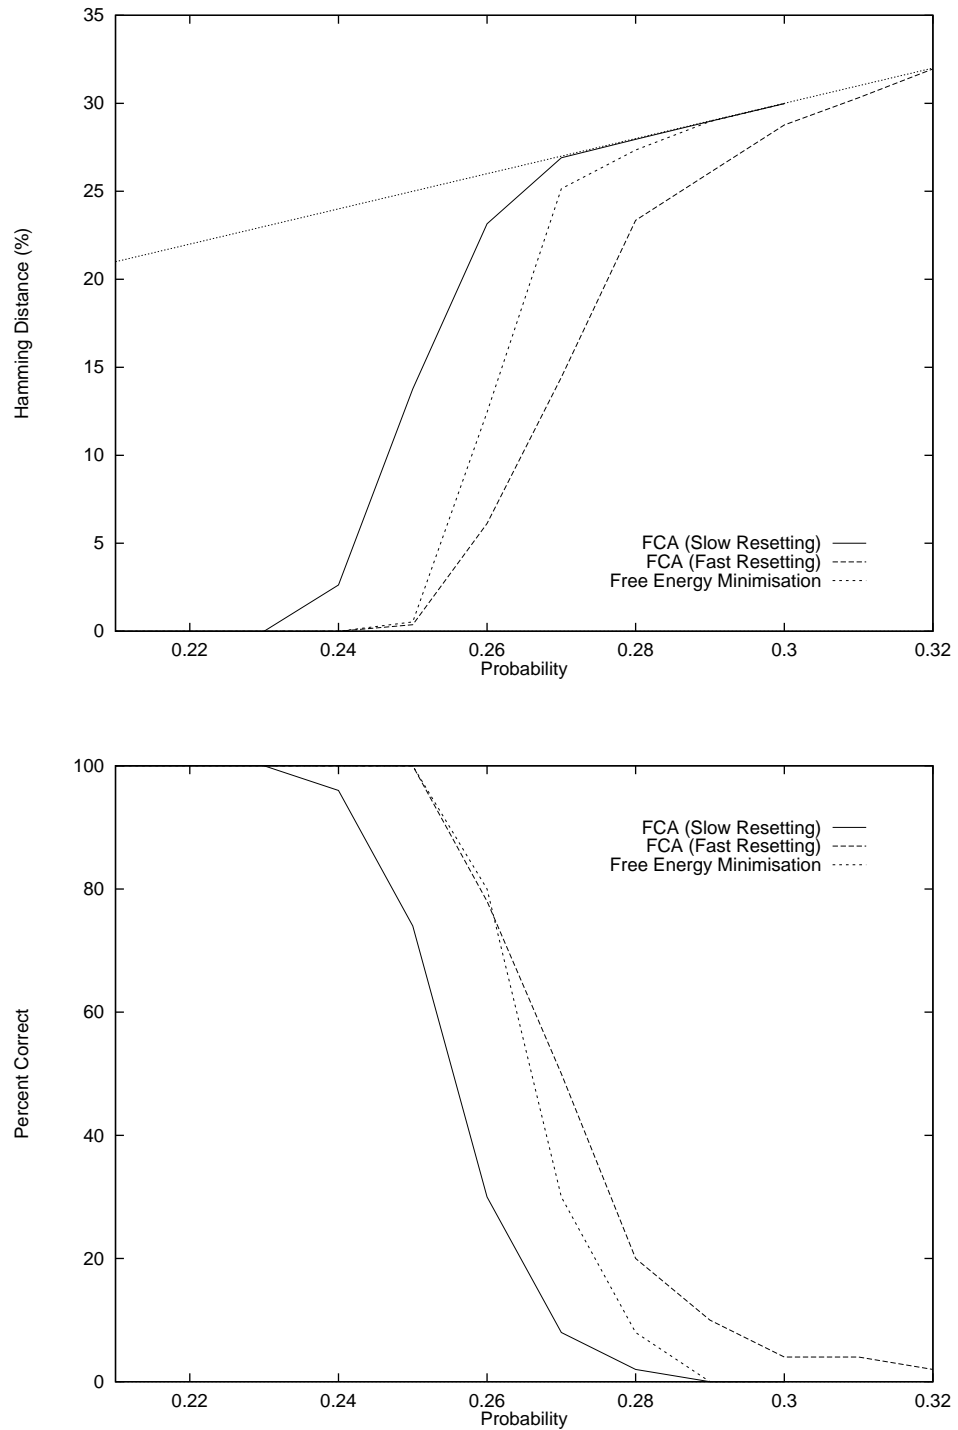 35
30
25
20
15
10
5
0
Hamming Distance (%)
FCA (Slow Resetting)
FCA (Fast Resetting)
Free Energy Minimisation
0.22 0.24 0.26 0.28 0.3 0.32
Probability
100
80
60
40
20
0
Percent Correct
FCA (Slow Resetting)
FCA (Fast Resetting)
Free Energy Minimisation
0.22 0.24 0.26 0.28 0.3 0.32
Probability